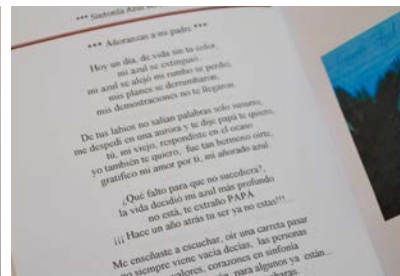 *** Sinfonía Azul
*** Añoranzas a mi padre ***
Hoy un día, de vida sin tu color,
mi azul se extinguió
mi azul se alejó mi rumbo se perdió,
mis planes se derrumbaron,
mis demostraciones no te llegaron.
De tus labios no salían palabras solo susurro,
me despedí en una aurora y te dije papá te quiero,
tú, mi viejo, respondiste en el ocaso
yo también te quiero, fue tan hermoso oírte,
gratifico mi amor por ti, mi añorado azul.
¿Qué falto para que no sucediera?,
la vida decidió mi azul más profundo
no está, te extraño PAPÁ
¡¡¡ Hace un año atrás tu ser ya no estas!!!
Me enseñaste a escuchar, oír una carreta pasar
no siempre viene vacía decías, las personas
valores, corazones en sinfonía
para algunos ya están...